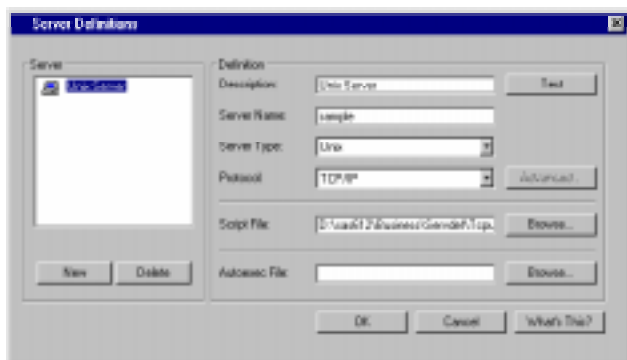 Server Definitions
Server
Unix Server
New
Delete
Definition
Description:
Unix Server
Test
Server Name:
sample
Server Type:
Unix
Protocol:
TCP/IP
Advanced...
Script File:
Browse...
Autoexec File:
Browse...
OK
Cancel
What's This?